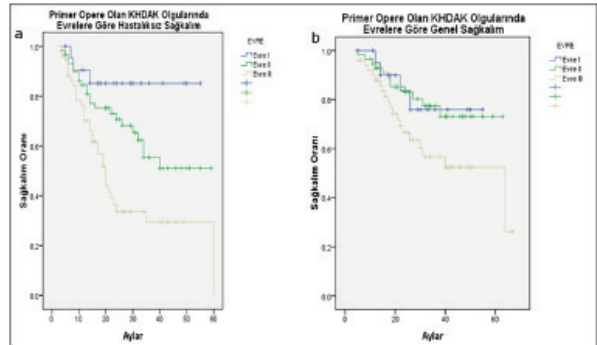 a
Primer Opere Olan KHDAK Olgularında
Evrelere Göre Hastalıksız Sağkalım
EVRE
Evre I
Evre II
Evre III
Sağkalım Oranı
1,0
0,8
0,6
0,4
0,2
0,0
0 10 20 30 40 50 60
Aylar
b
Primer Opere Olan KHDAK Olgularında
Evrelere Göre Genel Sağkalım
EVRE
Evre I
Evre II
Evre III
Sağkalım Oranı
1,0
0,8
0,6
0,4
0,2
0,0
0 20 40 60
Aylar